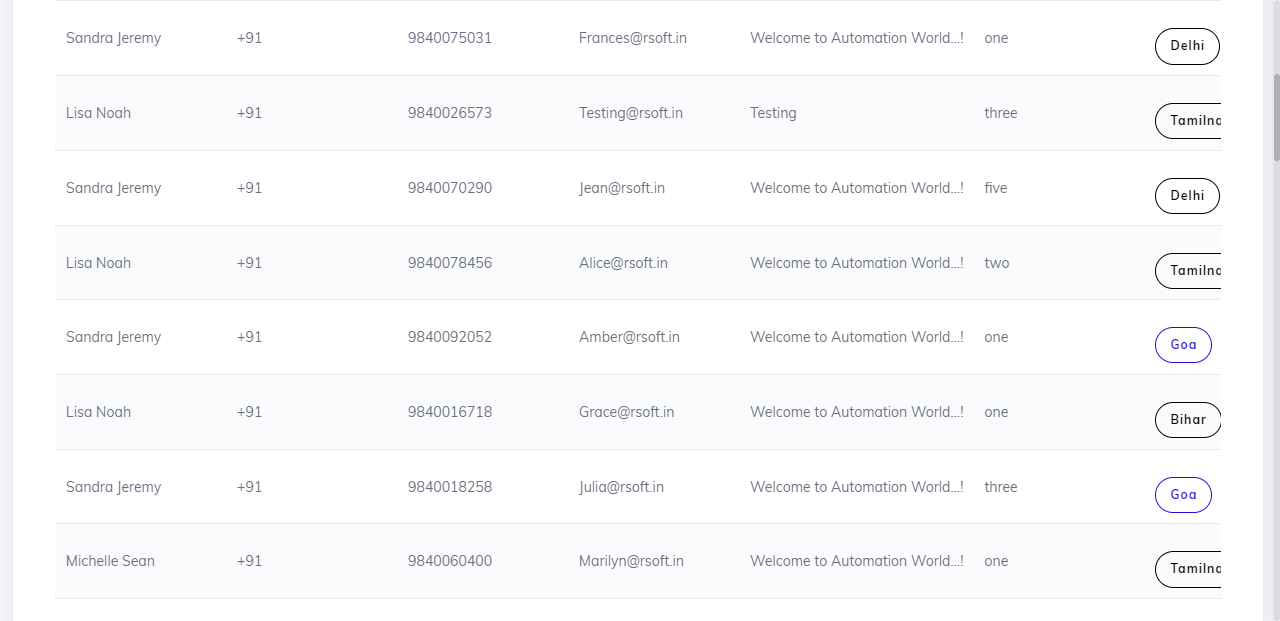 Sandra Jeremy +91 9840075031 Frances@rsoft.in Welcome to Automation World...! one Delhi
Lisa Noah +91 9840026573 Testing@rsoft.in Testing three Tamilna
Sandra Jeremy +91 9840070290 Jean@rsoft.in Welcome to Automation World...! five Delhi
Lisa Noah +91 9840078456 Alice@rsoft.in Welcome to Automation World...! two Tamilna
Sandra Jeremy +91 9840092052 Amber@rsoft.in Welcome to Automation World...! one Goa
Lisa Noah +91 9840016718 Grace@rsoft.in Welcome to Automation World...! one Bihar
Sandra Jeremy +91 9840018258 Julia@rsoft.in Welcome to Automation World...! three Goa
Michelle Sean +91 9840060400 Marilyn@rsoft.in Welcome to Automation World...! one Tamilna